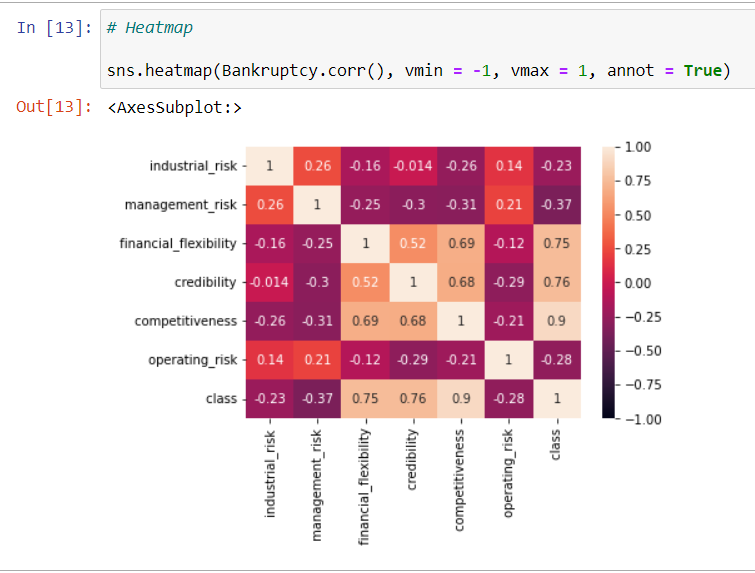 In [13]: # Heatmap
sns.heatmap(Bankruptcy.corr(), vmin = -1, vmax = 1, annot = True)
Out[13]: <AxesSubplot:>
industrial_risk 1 0.26 -0.16 -0.014 -0.26 0.14 -0.23
management_risk 0.26 1 -0.25 -0.3 -0.31 0.21 -0.37
financial_flexibility -0.16 -0.25 1 0.52 0.69 -0.12 0.75
credibility -0.014 -0.3 0.52 1 0.68 -0.29 0.76
competitiveness -0.26 -0.31 0.69 0.68 1 -0.21 0.9
operating_risk 0.14 0.21 -0.12 -0.29 -0.21 1 -0.28
class -0.23 -0.37 0.75 0.76 0.9 -0.28 1
industrial_risk
management_risk
financial_flexibility
credibility
competitiveness
operating_risk
class
1.00
0.75
0.50
0.25
0.00
−0.25
−0.50
−0.75
−1.00